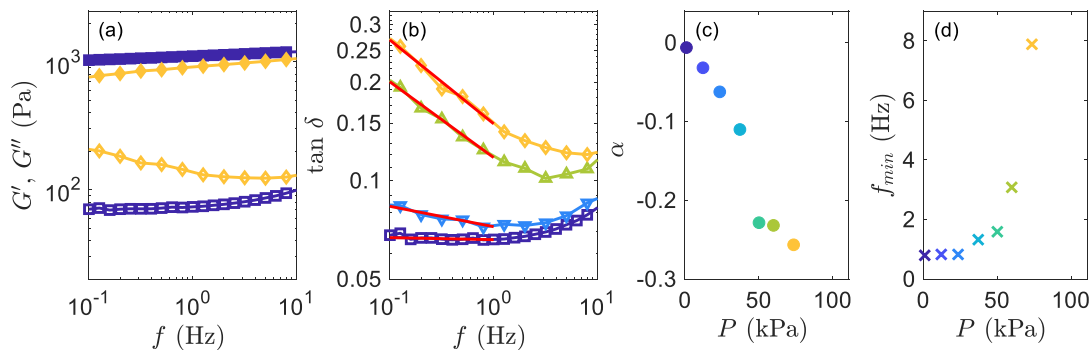 (a)
10^3
10^2
G′, G″ (Pa)
10^-1
10^0
10^1
f (Hz)
(b)
0.25
0.2
0.15
0.1
0.05
tan δ
10^-1
10^0
10^1
f (Hz)
(c)
0
-0.1
-0.2
-0.3
α
0
50
100
P (kPa)
(d)
8
6
4
2
0
f_min (Hz)
0
50
100
P (kPa)